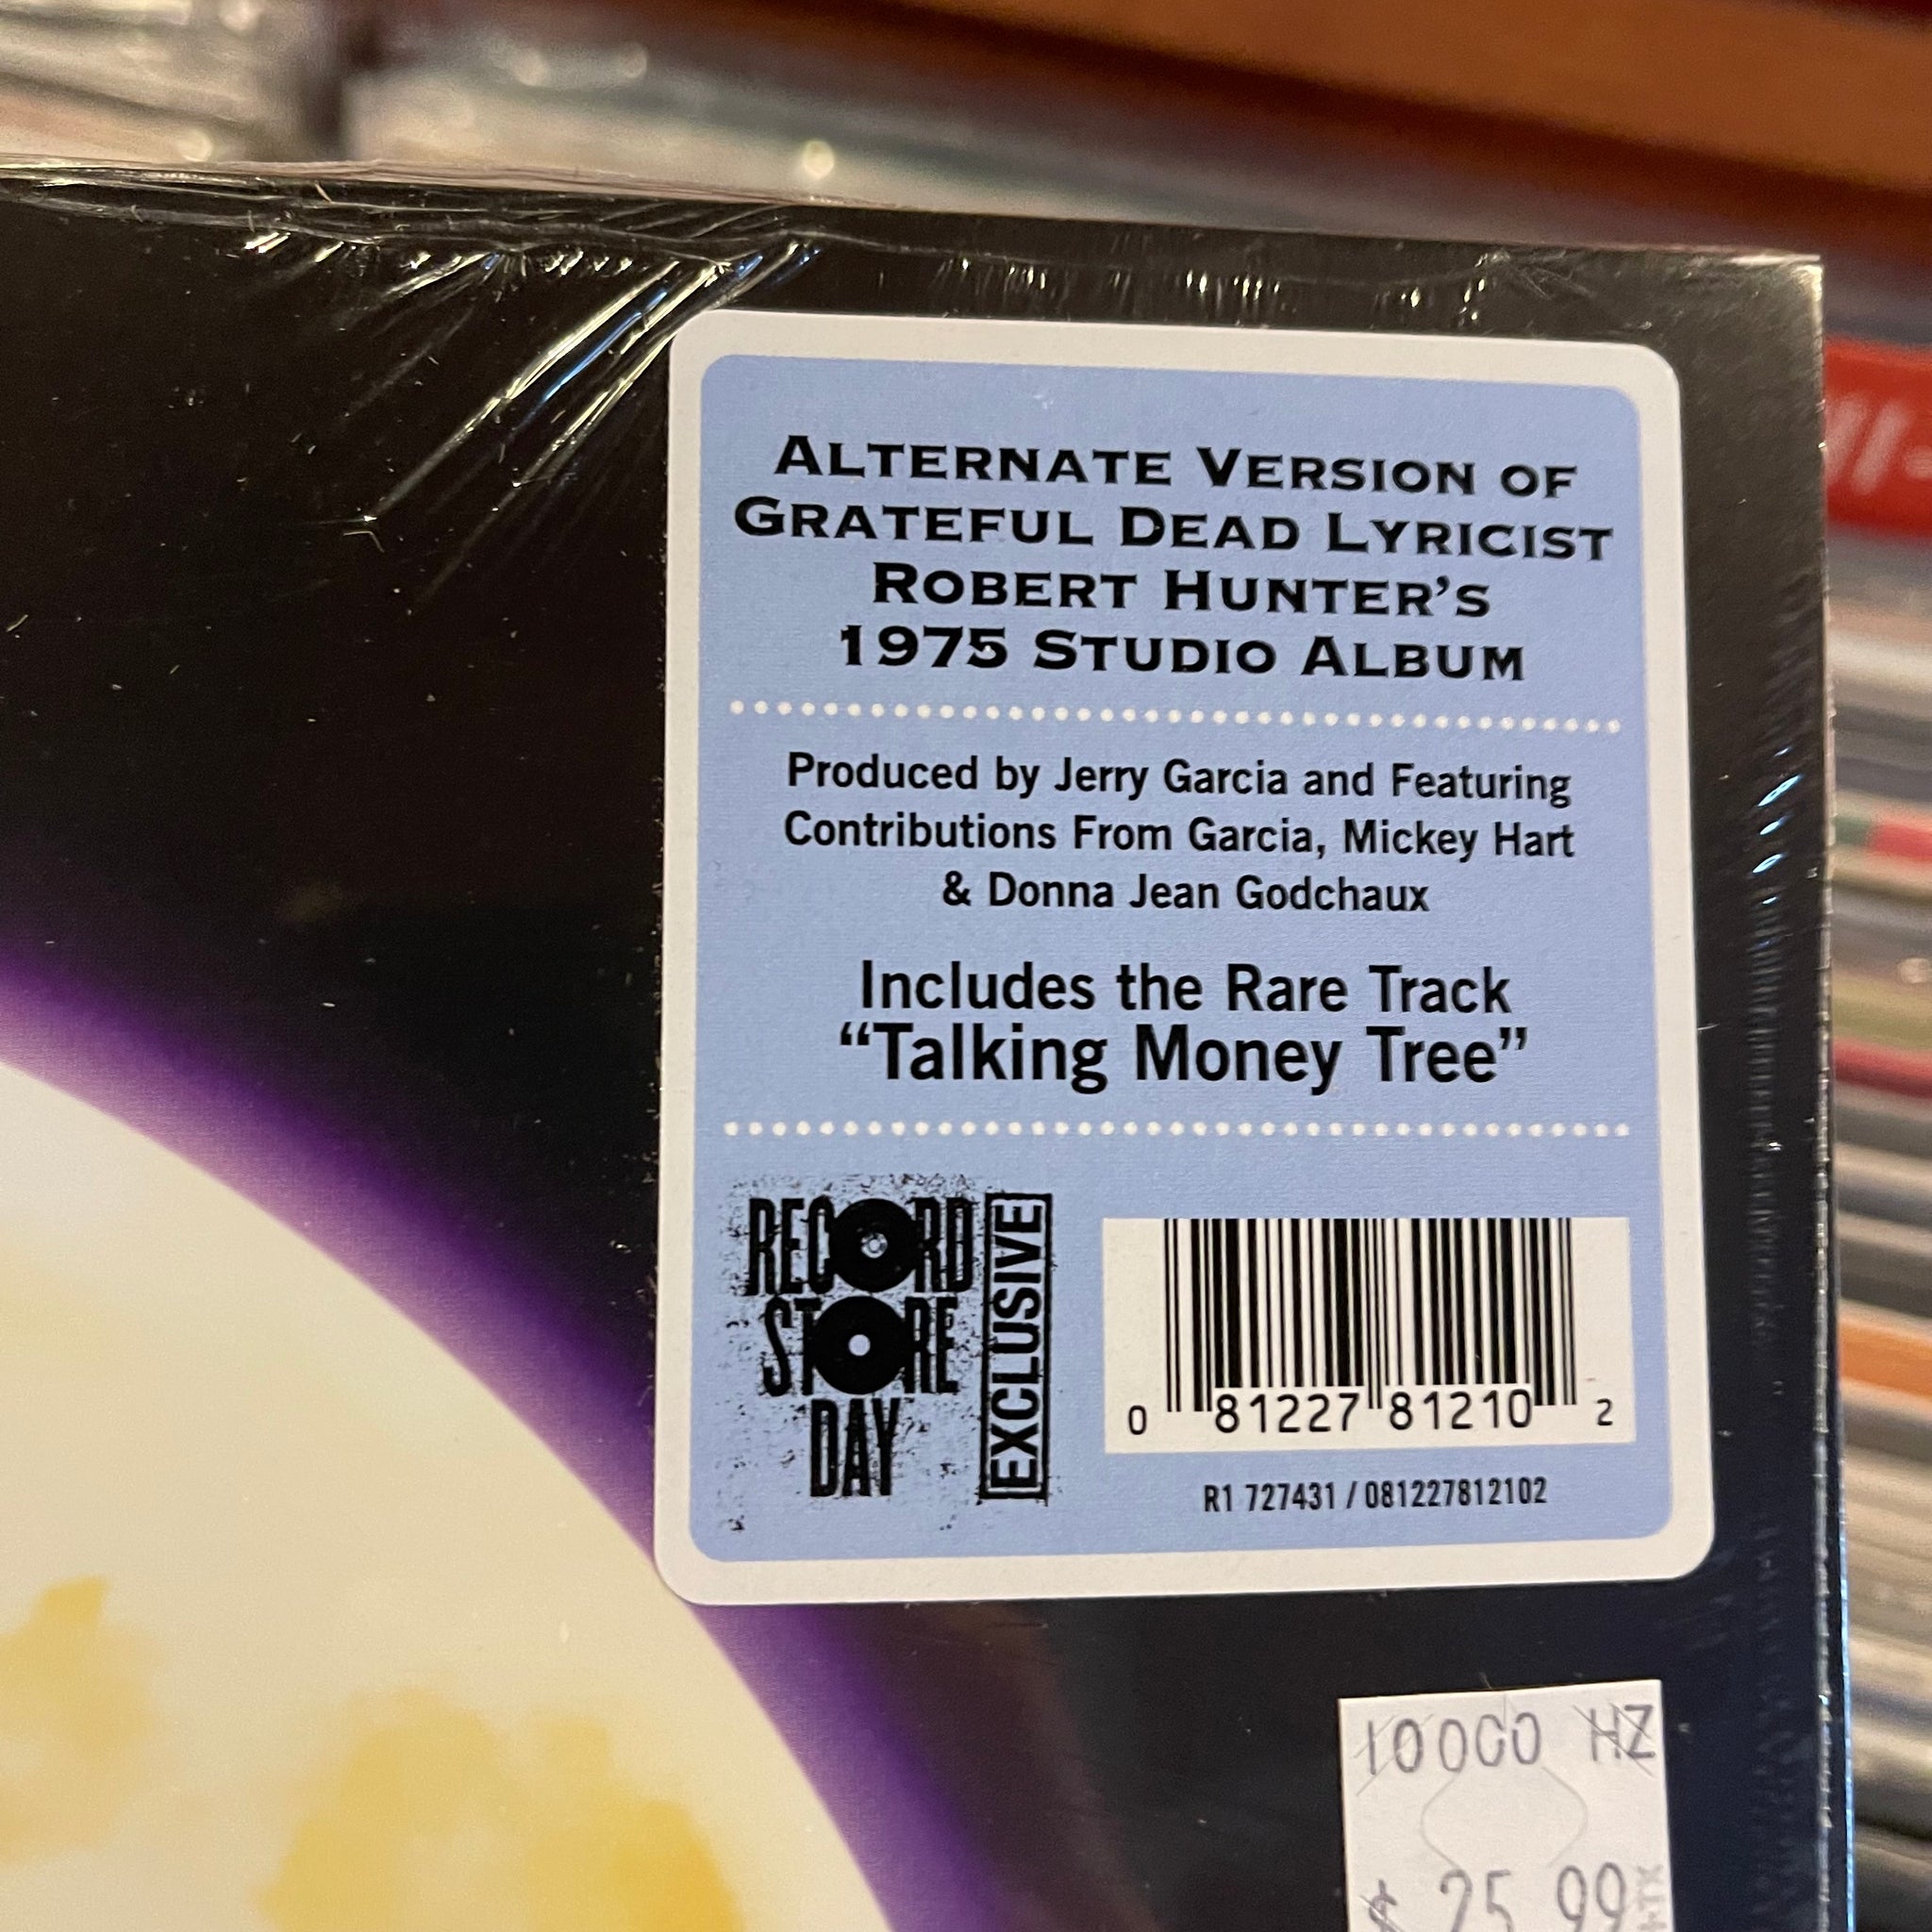 ALTERNATE VERSION OF
GRATEFUL DEAD LYRICIST
ROBERT HUNTER'S
1975 STUDIO ALBUM
Produced by Jerry Garcia and Featuring
Contributions From Garcia, Mickey Hart
& Donna Jean Godchaux
Includes the Rare Track
“Talking Money Tree”
RECORD
STORE
DAY
EXCLUSIVE
0 81227 81210 2
R1 727431 / 081227812102
10000 HZ
$ 25.99